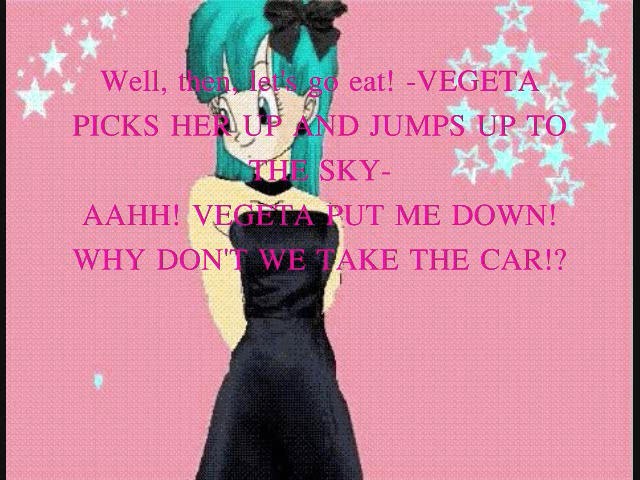 Well, then, let's go eat! -VEGETA
PICKS HER UP AND JUMPS UP TO
THE SKY-
AAHH! VEGETA PUT ME DOWN!
WHY DON'T WE TAKE THE CAR!?